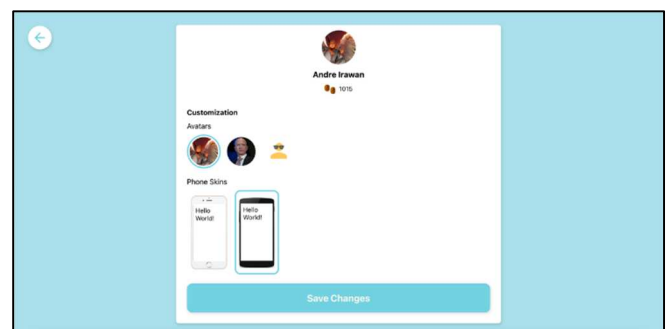 Andre Irawan
1015
Customization
Avatars
Phone Skins
Hello
World!
Hello
World!
Save Changes